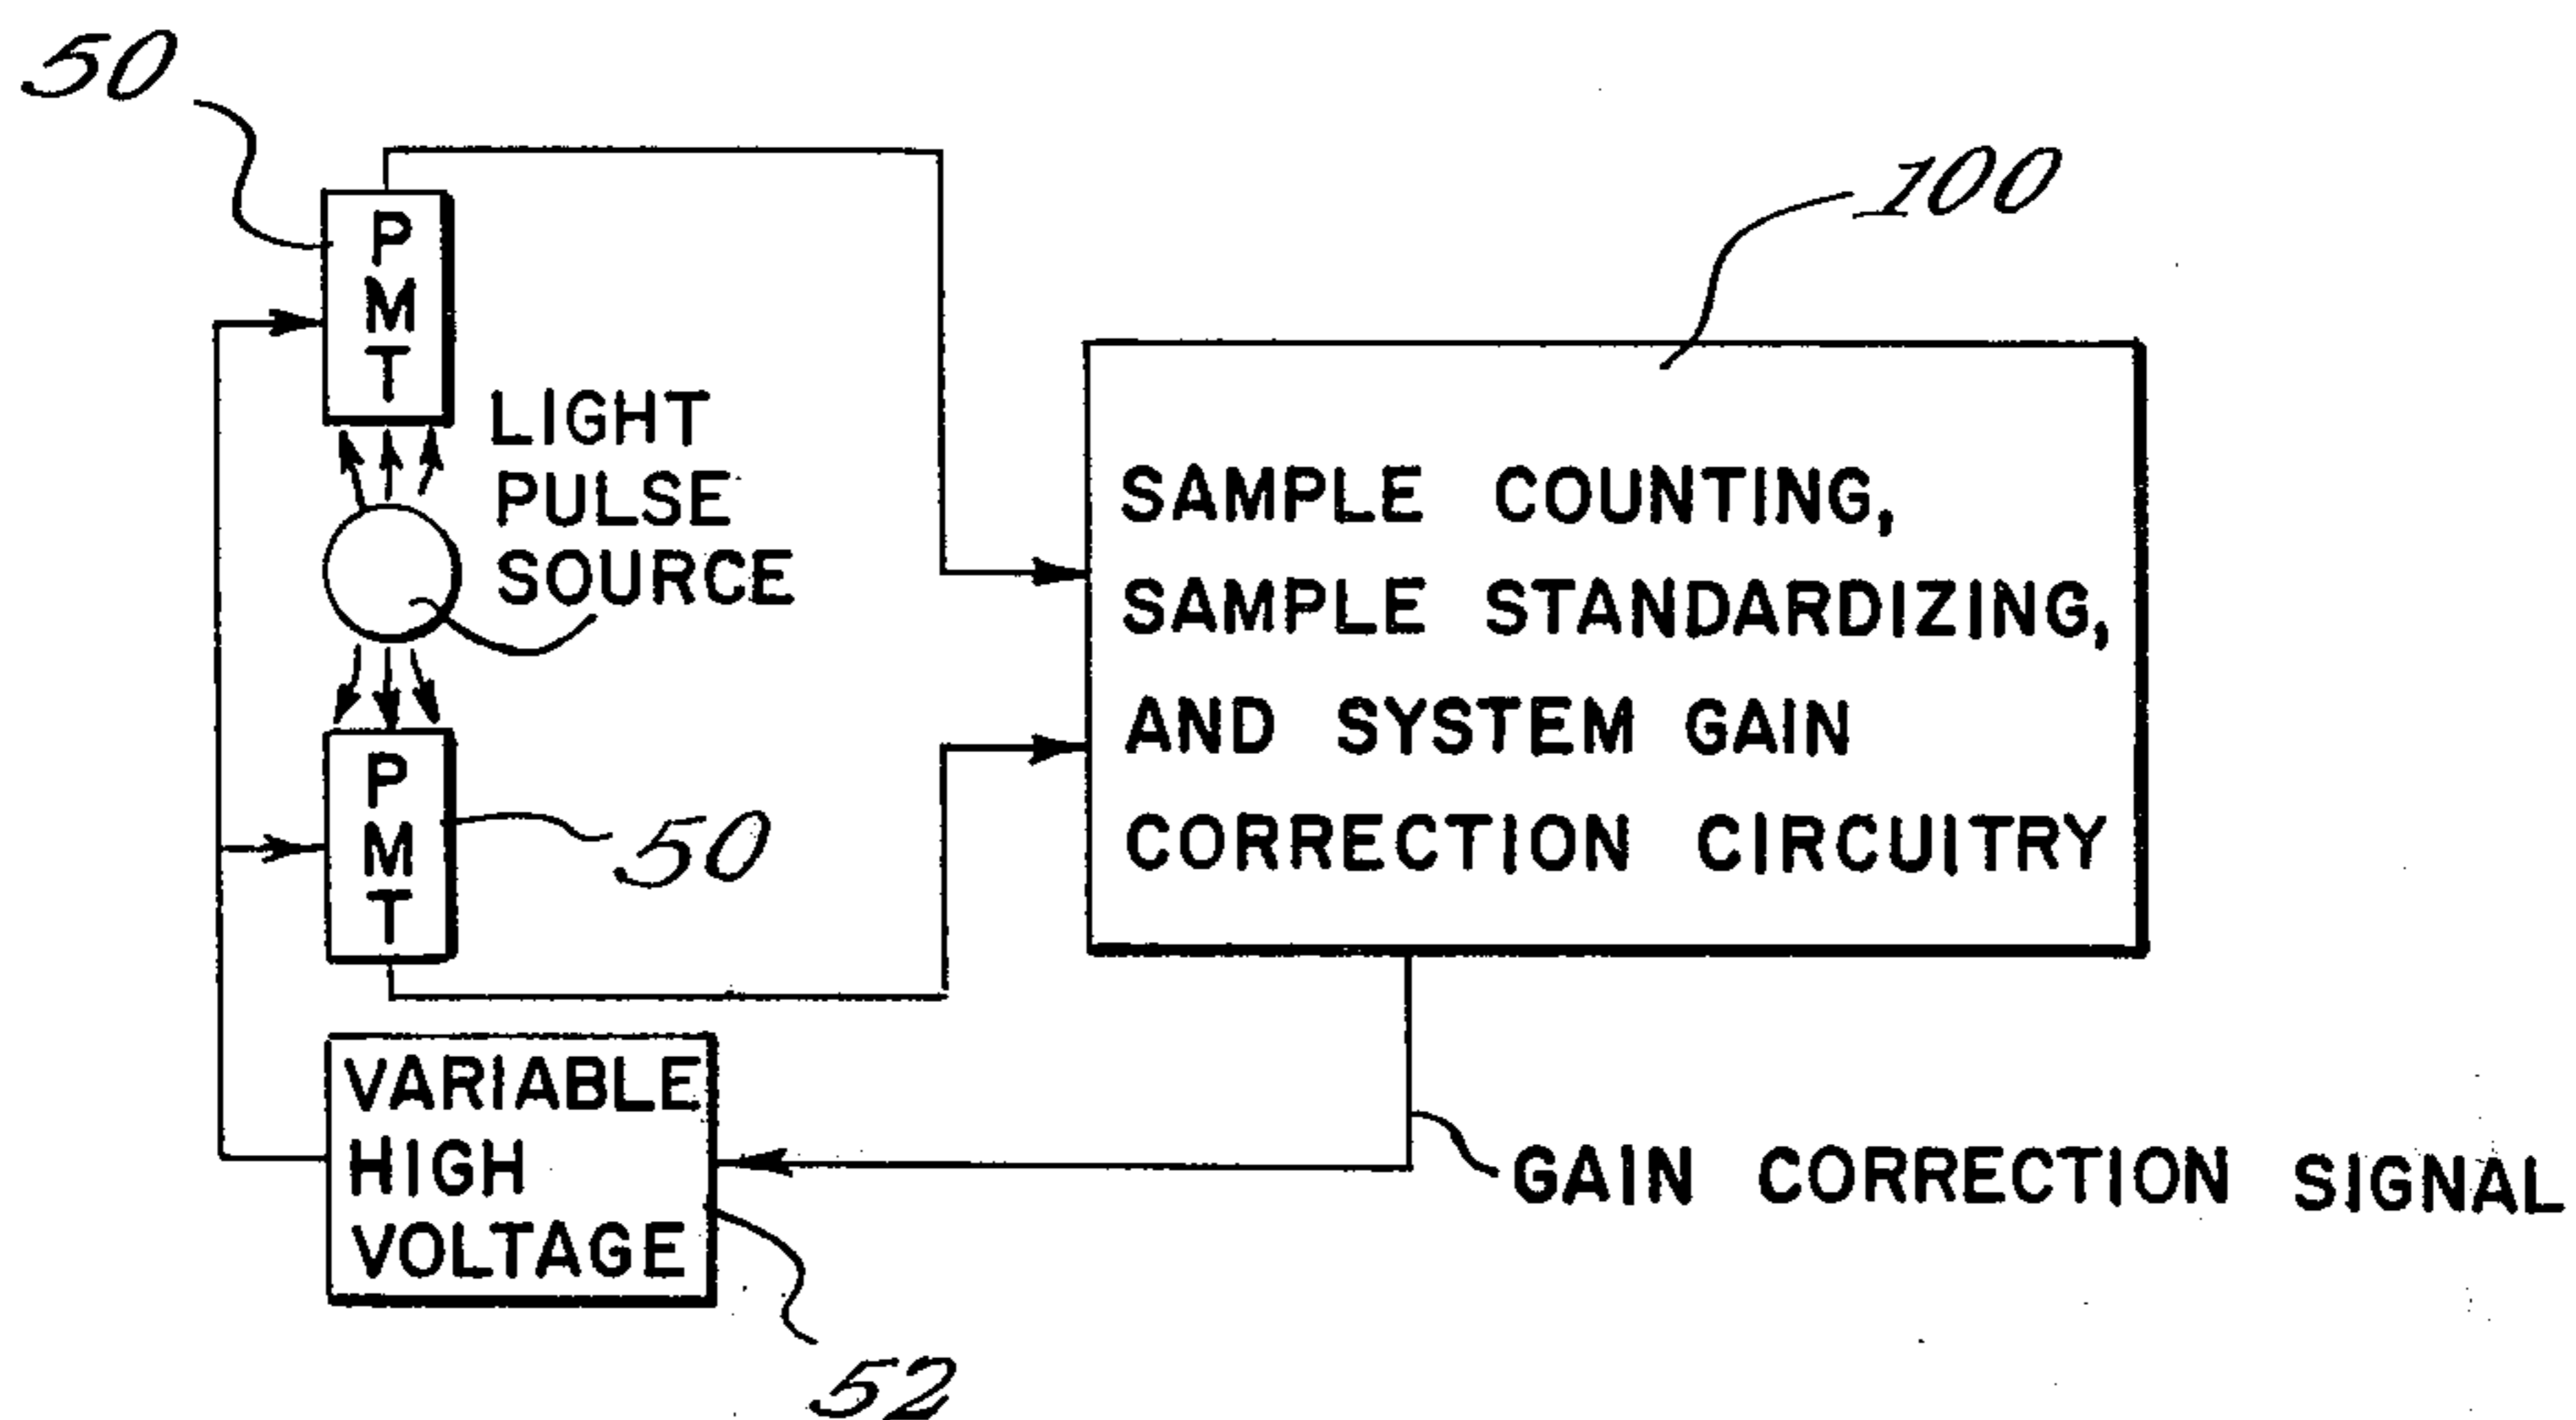 50
100
P
M
T
LIGHT
PULSE
SOURCE
SAMPLE COUNTING,
SAMPLE STANDARDIZING,
AND SYSTEM GAIN
CORRECTION CIRCUITRY
P
M
T
50
VARIABLE
HIGH
VOLTAGE
GAIN CORRECTION SIGNAL
52